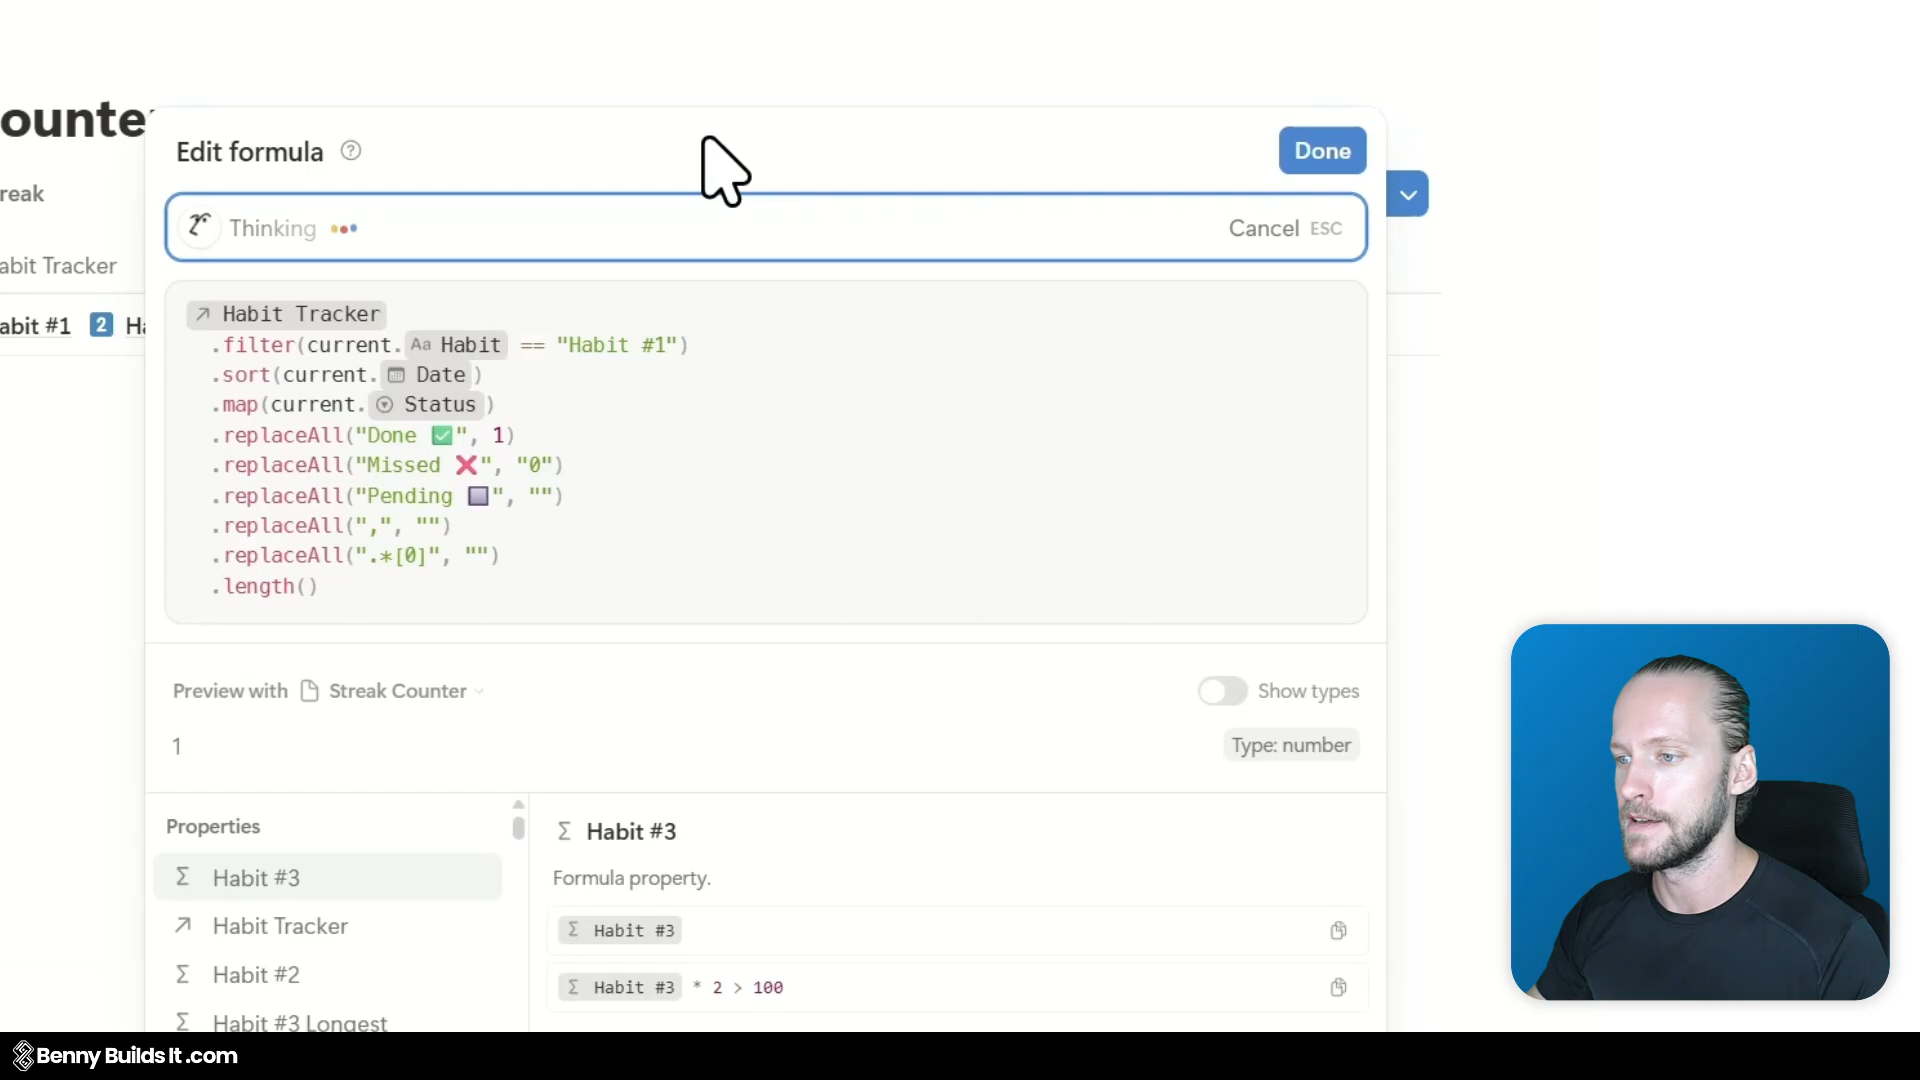 ounte
Edit formula
Done
reak
Thinking
Cancel ESC
abit Tracker
Habit Tracker
abit #1 2 Ha
.filter(current. Aa Habit == "Habit #1")
.sort(current. Date )
.map(current. Status )
.replaceAll("Done ✅", 1)
.replaceAll("Missed ❌", "0")
.replaceAll("Pending 🔲", "")
.replaceAll(",", "")
.replaceAll(".*[0]", "")
.length()
Preview with Streak Counter
Show types
1
Type: number
Properties
Σ Habit #3
Habit Tracker
Σ Habit #2
Σ Habit #3 Longest
Σ Habit #3
Formula property.
Σ Habit #3
Σ Habit #3 * 2 > 100
Benny Builds It .com